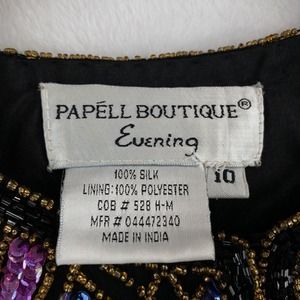 PAPÉLL BOUTIQUE®
Evening
10
100% SILK
LINING: 100% POLYESTER
COB # 528 H-M
MFR # 044472340
MADE IN INDIA